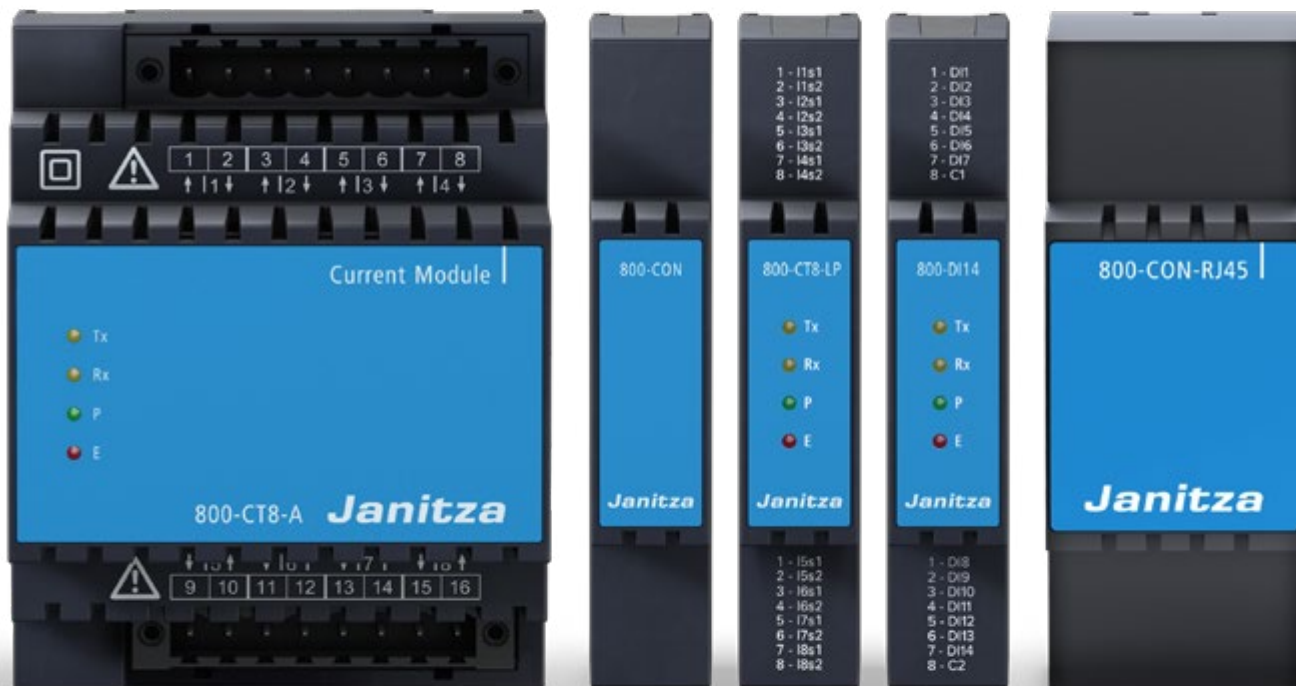 1 2 3 4 5 6 7 8
I1 I2 I3 I4
Current Module
Tx
Rx
P
E
800-CT8-A Janitza
9 10 11 12 13 14 15 16
800-CON
Janitza
1 - I1s1
2 - I1s2
3 - I2s1
4 - I2s2
5 - I3s1
6 - I3s2
7 - I4s1
8 - I4s2
800-CT8-LP
Tx
Rx
P
E
Janitza
1 - I5s1
2 - I5s2
3 - I6s1
4 - I6s2
5 - I7s1
6 - I7s2
7 - I8s1
8 - I8s2
1 - DI1
2 - DI2
3 - DI3
4 - DI4
5 - DI5
6 - DI6
7 - DI7
8 - C1
800-DI14
Tx
Rx
P
E
Janitza
1 - DI8
2 - DI9
3 - DI10
4 - DI11
5 - DI12
6 - DI13
7 - DI14
8 - C2
800-CON-RJ45
Janitza